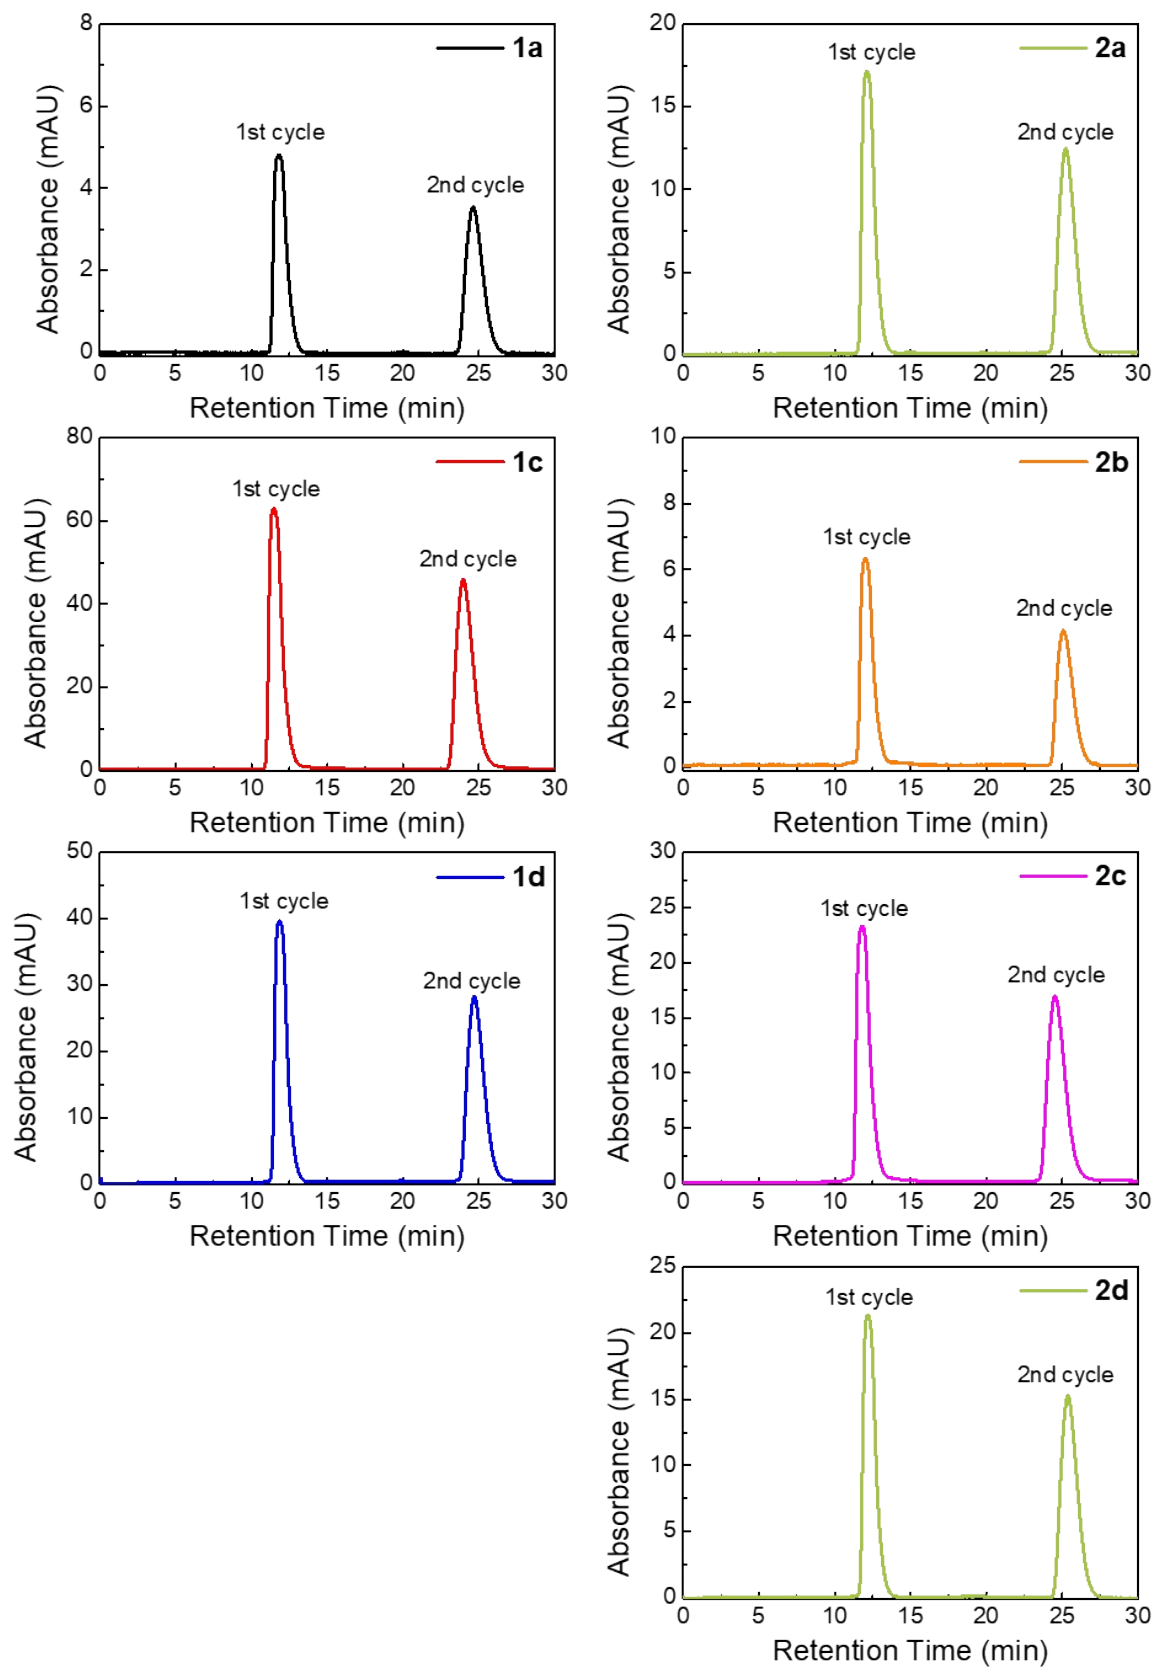 1a
1st cycle
2nd cycle
Absorbance (mAU)
8
6
4
2
0
0 5 10 15 20 25 30
Retention Time (min)
2a
1st cycle
2nd cycle
Absorbance (mAU)
20
15
10
5
0
0 5 10 15 20 25 30
Retention Time (min)
1c
1st cycle
2nd cycle
Absorbance (mAU)
80
60
40
20
0
0 5 10 15 20 25 30
Retention Time (min)
2b
1st cycle
2nd cycle
Absorbance (mAU)
10
8
6
4
2
0
0 5 10 15 20 25 30
Retention Time (min)
1d
1st cycle
2nd cycle
Absorbance (mAU)
50
40
30
20
10
0
0 5 10 15 20 25 30
Retention Time (min)
2c
1st cycle
2nd cycle
Absorbance (mAU)
30
25
20
15
10
5
0
0 5 10 15 20 25 30
Retention Time (min)
2d
1st cycle
2nd cycle
Absorbance (mAU)
25
20
15
10
5
0
0 5 10 15 20 25 30
Retention Time (min)